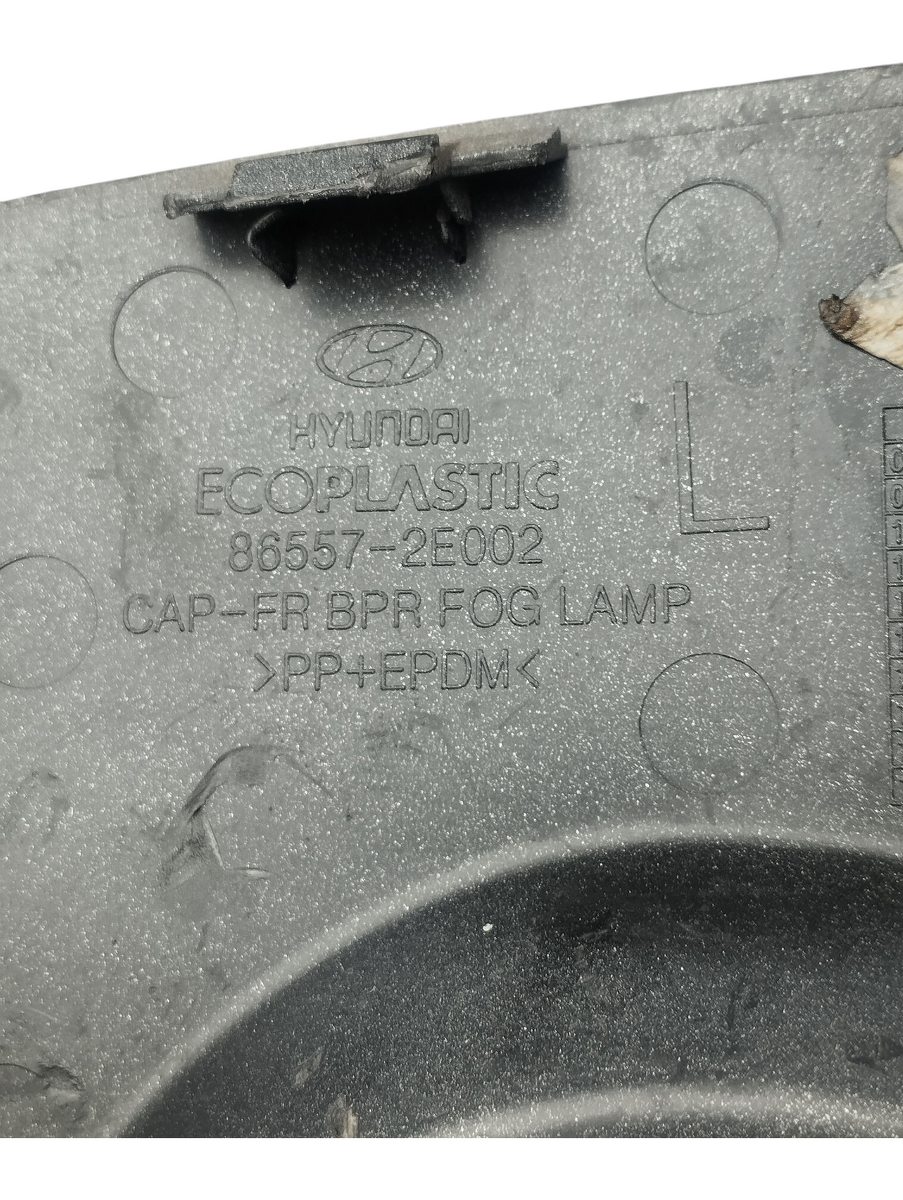 HYUNDAI
ECOPLASTIC
86557-2E002
CAP-FR BPR FOG LAMP
>PP+EPDM<
L